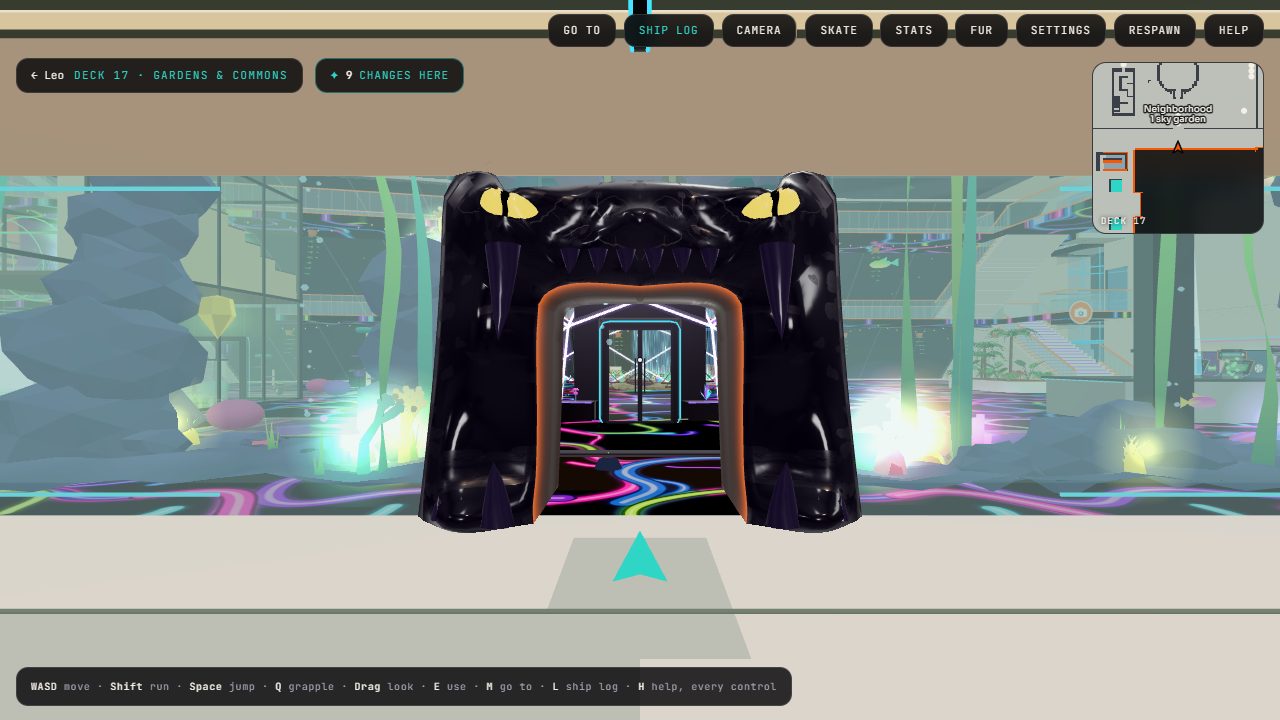 GO TO
SHIP LOG
CAMERA
SKATE
STATS
FUR
SETTINGS
RESPAWN
HELP
← Leo DECK 17 · GARDENS & COMMONS
✦ 9 CHANGES HERE
Neighborhood
1 sky garden
DECK 17
WASD move · Shift run · Space jump · Q grapple · Drag look · E use · M go to · L ship log · H help, every control